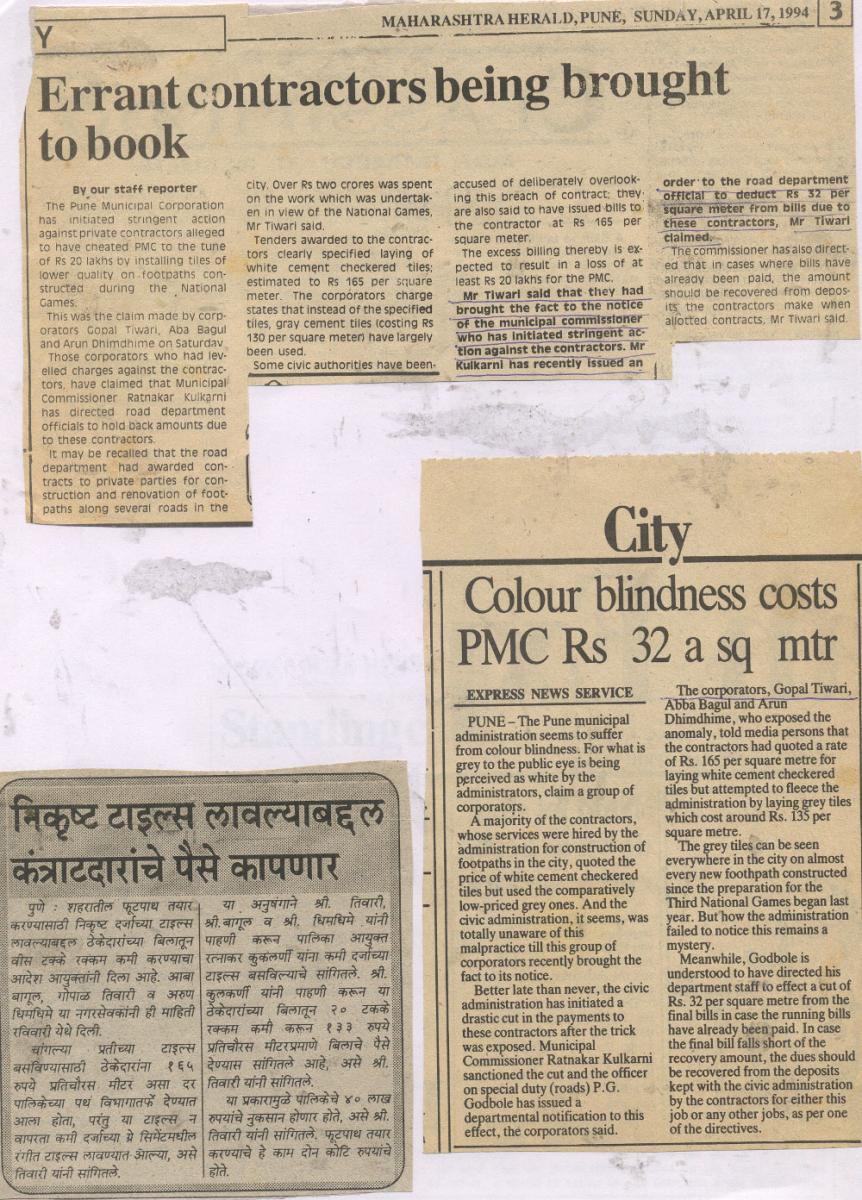 Y
MAHARASHTRA HERALD, PUNE, SUNDAY, APRIL 17, 1994
3
Errant contractors being brought
to book
By our staff reporter
The Pune Municipal Corporation
has initiated stringent action
against private contractors alleged
to have cheated PMC to the tune
of Rs 20 lakhs by installing tiles of
lower quality on footpaths con-
structed during the National
Games.
This was the claim made by corp-
orators Gopal Tiwari, Aba Bagul
and Arun Dhimdhime on Saturday.
Those corporators who had lev-
elled charges against the contrac-
tors, have claimed that Municipal
Commissioner Ratnakar Kulkarni
has directed road department
officials to hold back amounts due
to these contractors.
It may be recalled that the road
department had awarded con-
tracts to private parties for con-
struction and renovation of foot-
paths along several roads in the
city. Over Rs two crores was spent
on the work which was undertak-
en in view of the National Games,
Mr Tiwari said.
Tenders awarded to the contrac-
tors clearly specified laying of
white cement checkered tiles;
estimated to Rs 165 per square
meter. The corporators charge
states that instead of the specified
tiles, gray cement tiles (costing Rs
130 per square meter) have largely
been used.
Some civic authorities have been
accused of deliberately overlook-
ing this breach of contract; they
are also said to have issued bills to
the contractor at Rs 165 per
square meter.
The excess billing thereby is ex-
pected to result in a loss of at
least Rs 20 lakhs for the PMC.
Mr Tiwari said that they had
brought the fact to the notice
of the municipal commissioner
who has initiated stringent ac-
tion against the contractors. Mr
Kulkarni has recently issued an
order to the road department
official to deduct Rs 32 per
square meter from bills due to
these contractors, Mr Tiwari
claimed.
The commissioner has also direct-
ed that in cases where bills have
already been paid, the amount
should be recovered from depos-
its the contractors make when
allotted contracts, Mr Tiwari said.
City
Colour blindness costs
PMC Rs 32 a sq mtr
EXPRESS NEWS SERVICE
PUNE – The Pune municipal
administration seems to suffer
from colour blindness. For what is
grey to the public eye is being
perceived as white by the
administrators, claim a group of
corporators.
A majority of the contractors,
whose services were hired by the
administration for construction of
footpaths in the city, quoted the
price of white cement checkered
tiles but used the comparatively
low-priced grey ones. And the
civic administration, it seems, was
totally unaware of this
malpractice till this group of
corporators recently brought the
fact to its notice.
Better late than never, the civic
administration has initiated a
drastic cut in the payments to
these contractors after the trick
was exposed. Municipal
Commissioner Ratnakar Kulkarni
sanctioned the cut and the officer
on special duty (roads) P.G.
Godbole has issued a
departmental notification to this
effect, the corporators said.
The corporators, Gopal Tiwari,
Abba Bagul and Arun
Dhimdhime, who exposed the
anomaly, told media persons that
the contractors had quoted a rate
of Rs. 165 per square metre for
laying white cement checkered
tiles but attempted to fleece the
administration by laying grey tiles
which cost around Rs. 135 per
square metre.
The grey tiles can be seen
everywhere in the city on almost
every new footpath constructed
since the preparation for the
Third National Games began last
year. But how the administration
failed to notice this remains a
mystery.
Meanwhile, Godbole is
understood to have directed his
department staff to effect a cut of
Rs. 32 per square metre from the
final bills in case the running bills
have already been paid. In case
the final bill falls short of the
recovery amount, the dues should
be recovered from the deposits
kept with the civic administration
by the contractors for either this
job or any other jobs, as per one
of the directives.
निकृष्ट टाइल्स लावल्याबद्दल
कंत्राटदारांचे पैसे कापणार
पुणे : शहरातील फूटपाथ तयार
करण्यासाठी निकृष्ट दर्जाच्या टाइल्स
लावल्याबद्दल ठेकेदारांच्या बिलातून
वीस टक्के रक्कम कमी करण्याचा
आदेश आयुक्तांनी दिला आहे. आबा
बागूल, गोपाळ तिवारी व अरुण
धिमधिमे या नगरसेवकांनी ही माहिती
रविवारी येथे दिली.
चांगल्या प्रतीच्या टाइल्स
बसविण्यासाठी ठेकेदारांना १६५
रुपये प्रतिचौरस मीटर असा दर
पालिकेच्या पथ विभागातर्फे देण्यात
आला होता, परंतु या टाइल्स न
वापरता कमी दर्जाच्या ग्रे सिमेंटमधील
रंगीत टाइल्स लावण्यात आल्या, असे
तिवारी यांनी सांगितले.
या अनुषंगाने श्री. तिवारी,
श्री.बागूल व श्री. धिमधिमे यांनी
पाहणी करून पालिका आयुक्त
रत्नाकर कुळकर्णी यांना कमी दर्जाच्या
टाइल्स बसविल्याचे सांगितले. श्री.
कुलकर्णी यांनी पाहणी करून या
ठेकेदारांच्या बिलातून २० टक्के
रक्कम कमी करून १३३ रुपये
प्रतिचौरस मीटरप्रमाणे बिलाचे पैसे
देण्यास सांगितले आहे, असे श्री.
तिवारी यांनी सांगितले.
या प्रकारामुळे पालिकेचे ४० लाख
रुपयांचे नुकसान होणार होते, असे श्री.
तिवारी यांनी सांगितले. फूटपाथ तयार
करण्याचे हे काम दोन कोटि रुपयांचे
होते.